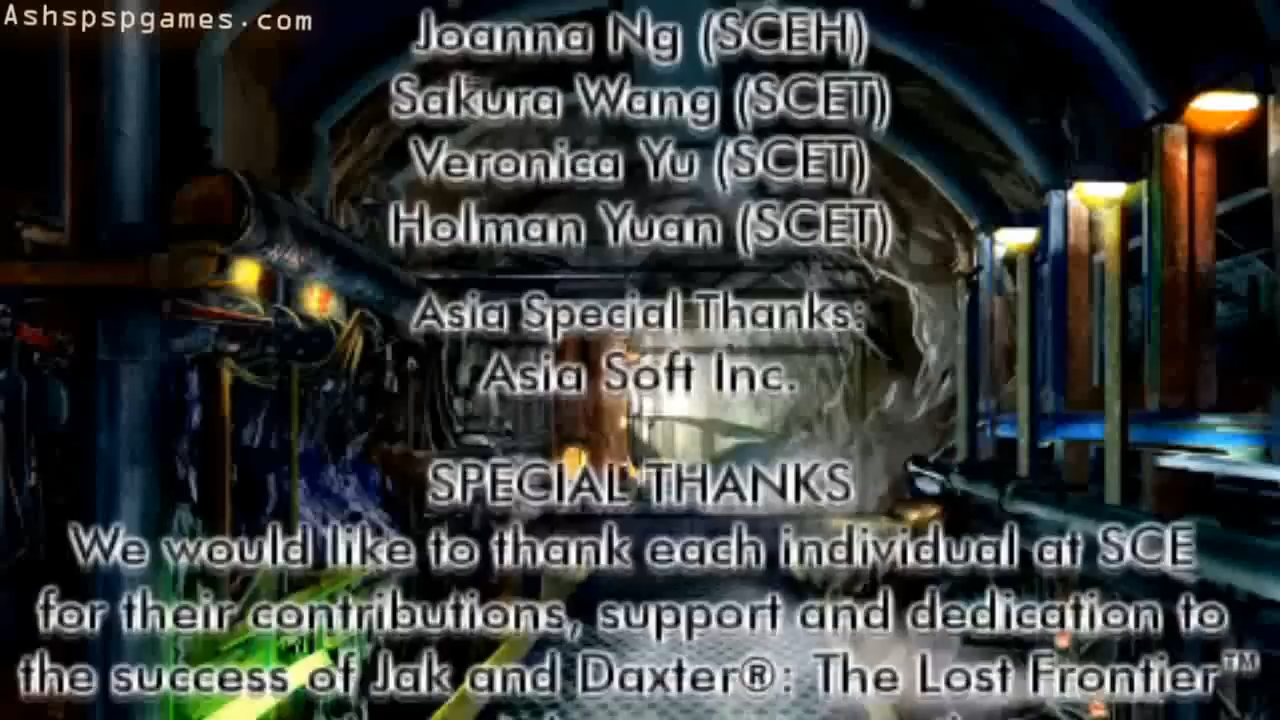 Ashspspgames.com
Joanna Ng (SCEH)
Sakura Wang (SCET)
Veronica Yu (SCET)
Holman Yuan (SCET)
Asia Special Thanks:
Asia Soft Inc.
SPECIAL THANKS
We would like to thank each individual at SCE
for their contributions, support and dedication to
the success of Jak and Daxter®: The Lost Frontier™